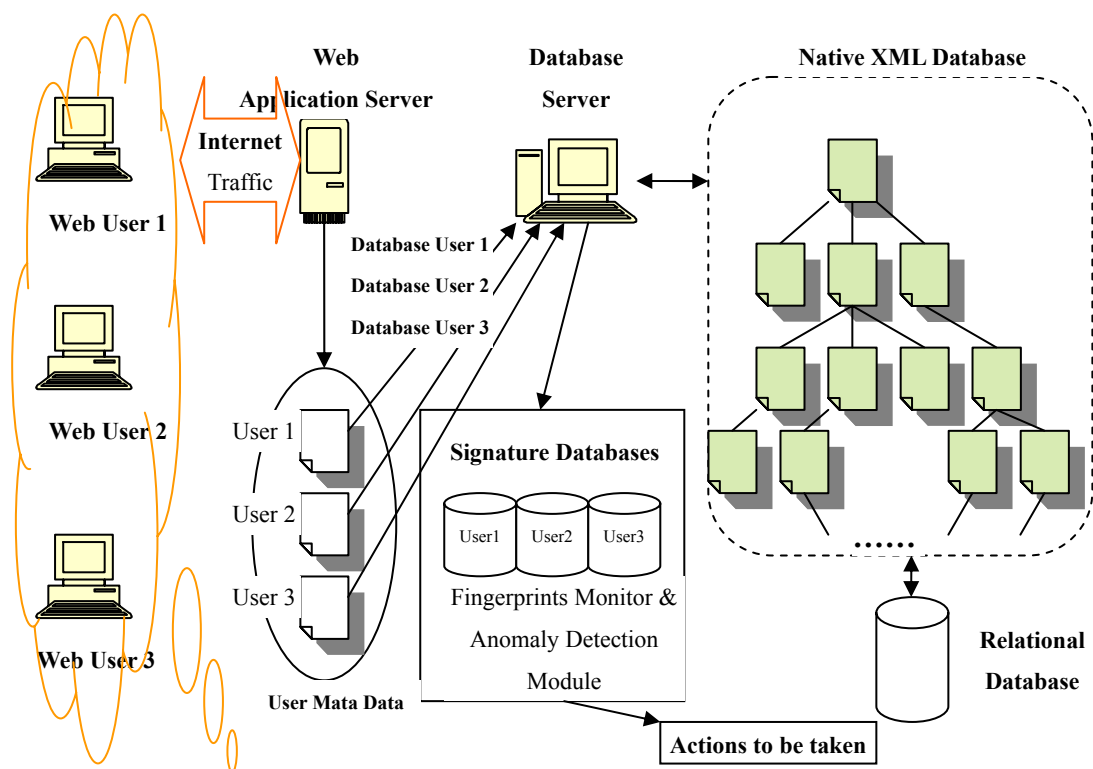 Web
Application Server
Database
Server
Native XML Database
Internet
Traffic
Web User 1
Database User 1
Database User 2
Database User 3
Web User 2
User 1
User 2
User 3
User Mata Data
Signature Databases
User1
User2
User3
Fingerprints Monitor &
Anomaly Detection
Module
Web User 3
......
Relational
Database
Actions to be taken